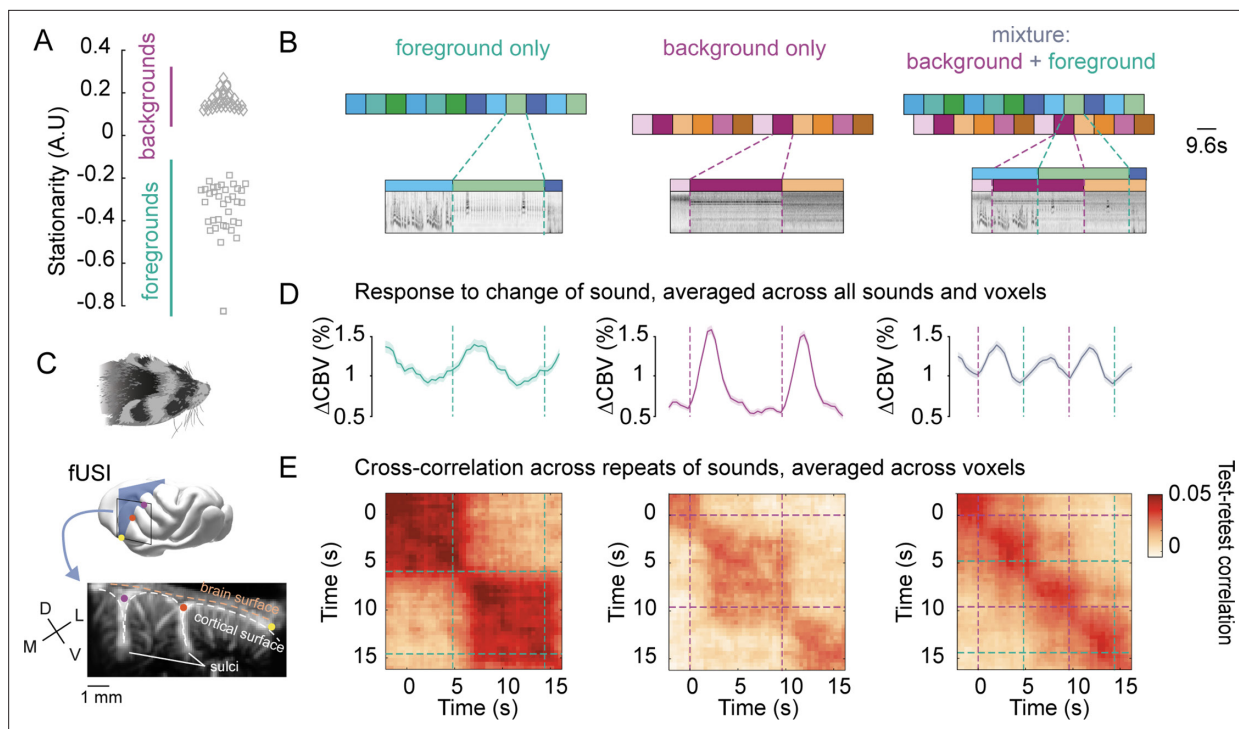 A
0.4
0.2
0
-0.2
-0.4
-0.6
-0.8
Stationarity (A.U)
backgrounds
foregrounds
B
foreground only
background only
mixture:
background + foreground
9.6s
C
fUSI
brain surface
cortical surface
sulci
D
L
M
V
1 mm
D Response to change of sound, averaged across all sounds and voxels
ΔCBV (%)
1.5
1
0.5
ΔCBV (%)
1.5
1
0.5
ΔCBV (%)
1.5
1
0.5
E Cross-correlation across repeats of sounds, averaged across voxels
Time (s)
0
5
10
15
0 5 10 15
Time (s)
Time (s)
0
5
10
15
0 5 10 15
Time (s)
Time (s)
0
5
10
15
0 5 10 15
Time (s)
0.05
0
Test-retest correlation